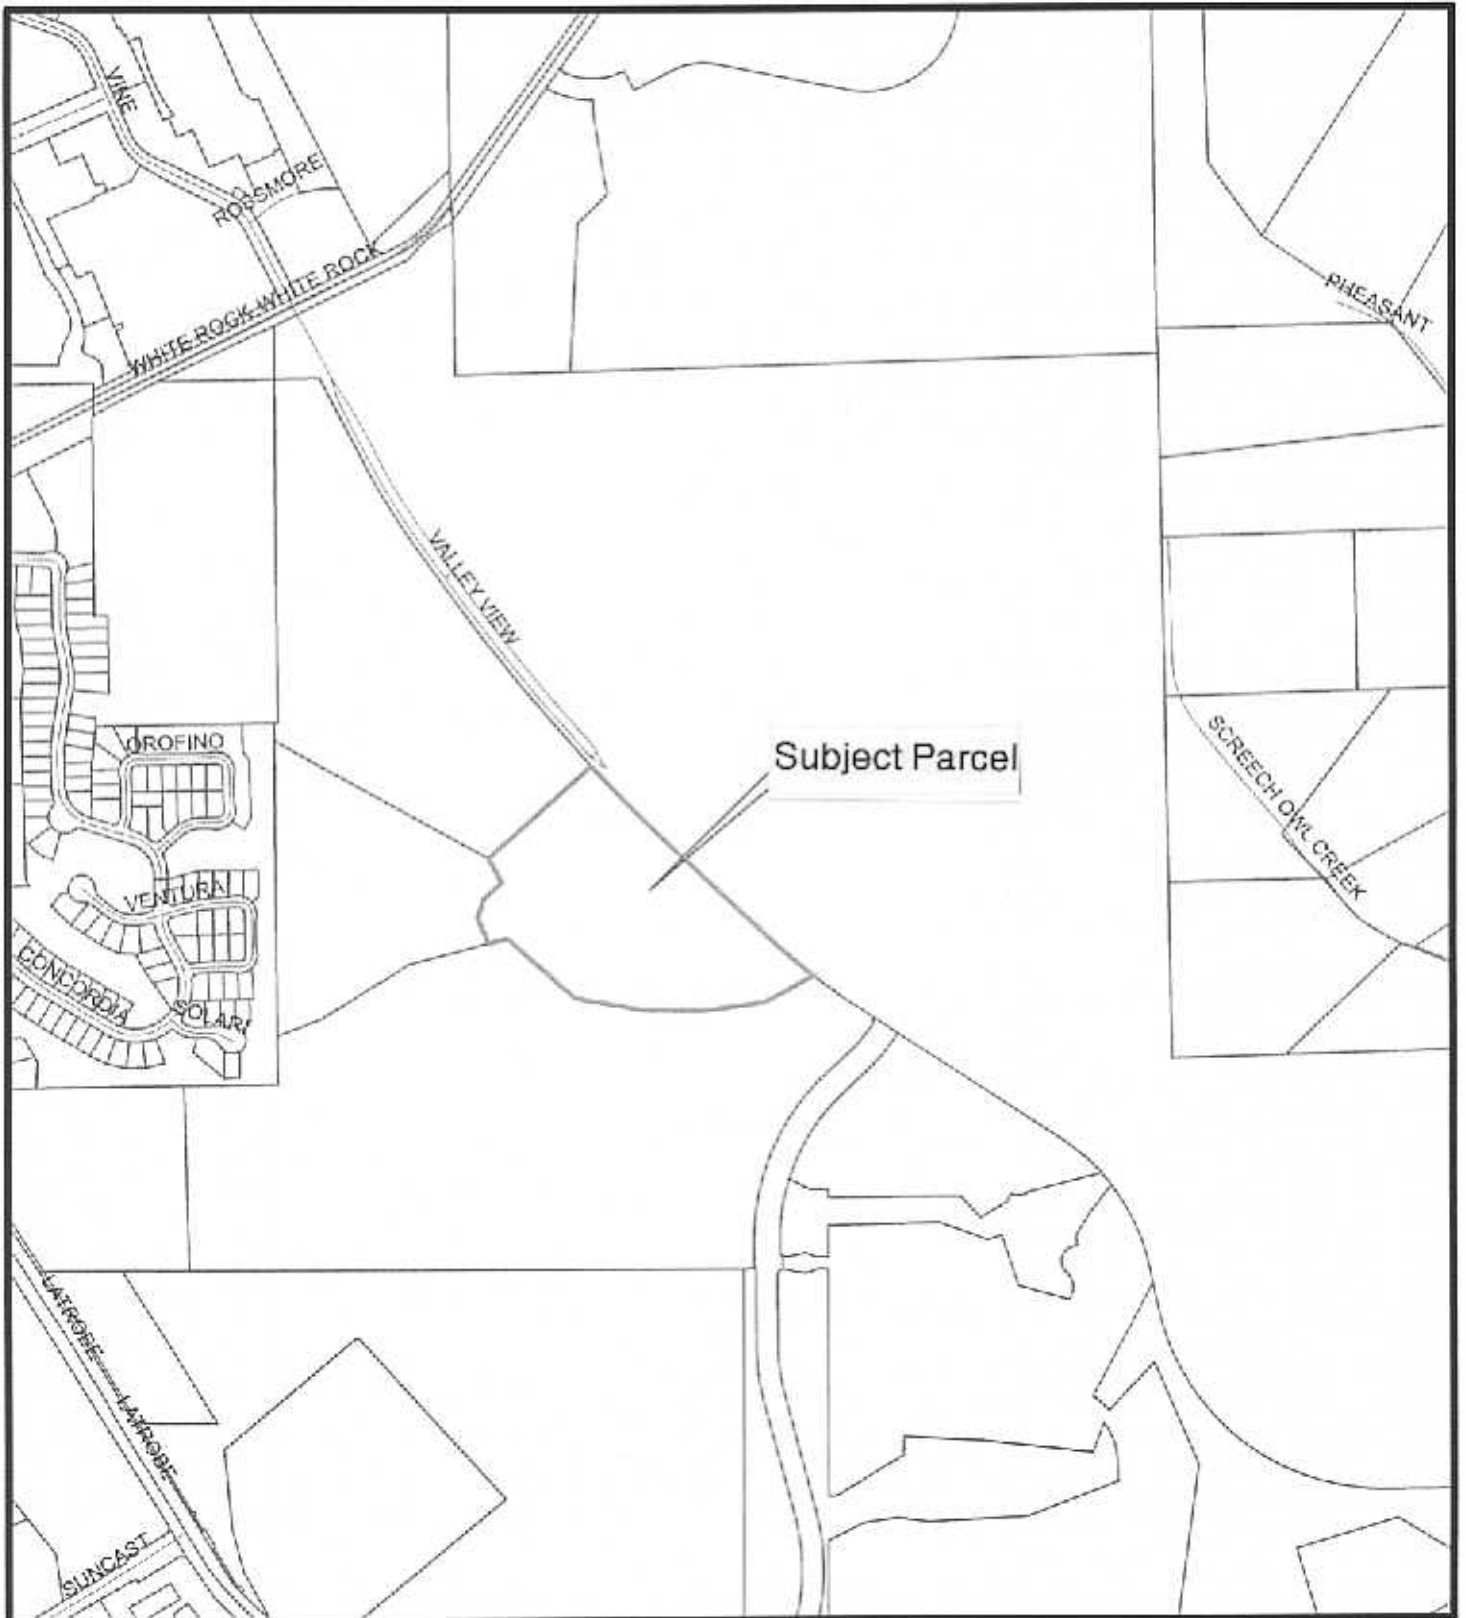 VINE
ROSSMORE
WHITE ROCK WHITE ROCK
PHEASANT
VALLEY VIEW
Subject Parcel
SCREECH OWL CREEK
OROFINO
VENTURA
CONCORDIA
SOLARI
LATROBE
LATROBE
SUNCAST